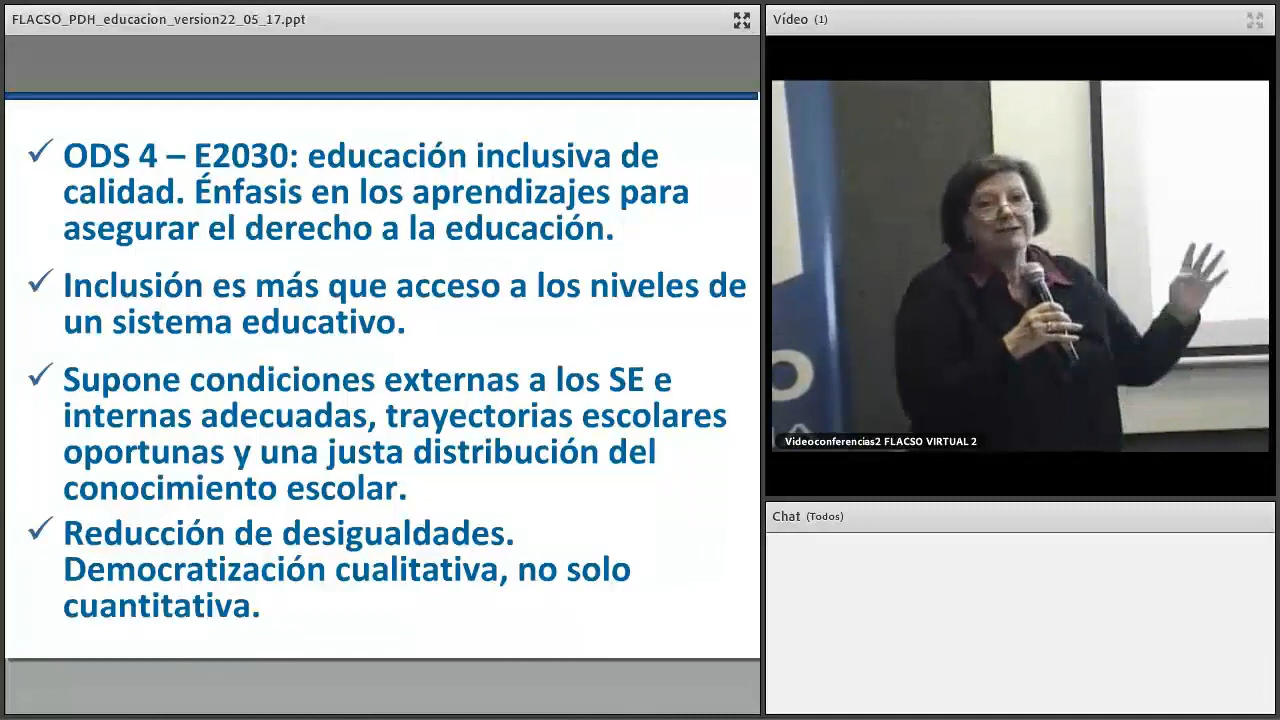 FLACSO_PDH_educacion_version22_05_17.ppt
✓ ODS 4 – E2030: educación inclusiva de
calidad. Énfasis en los aprendizajes para
asegurar el derecho a la educación.
✓ Inclusión es más que acceso a los niveles de
un sistema educativo.
✓ Supone condiciones externas a los SE e
internas adecuadas, trayectorias escolares
oportunas y una justa distribución del
conocimiento escolar.
✓ Reducción de desigualdades.
Democratización cualitativa, no solo
cuantitativa.
Vídeo (1)
O
Videoconferencias2 FLACSO VIRTUAL 2
Chat (Todos)